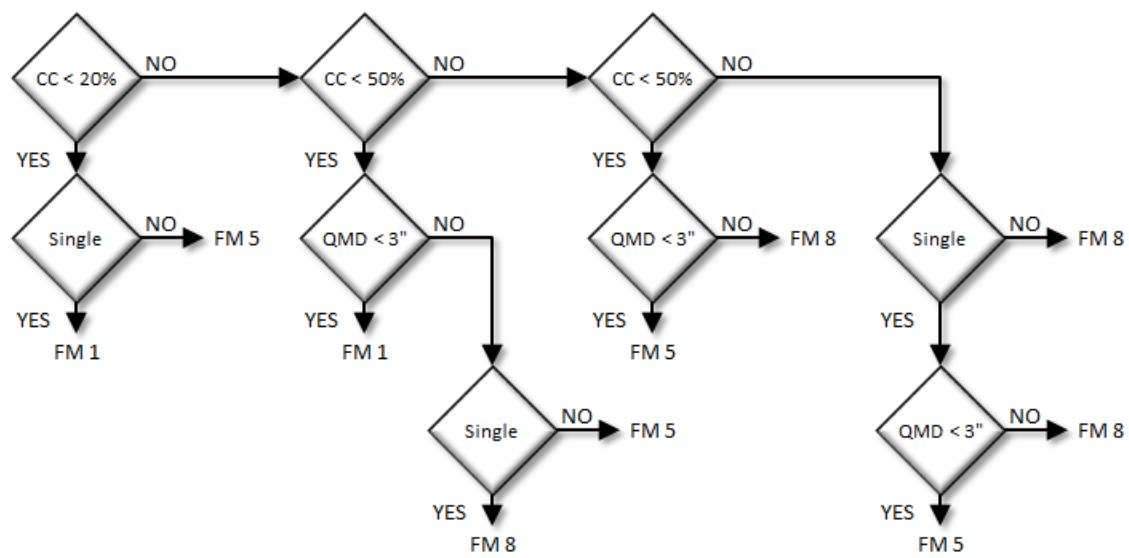 CC < 20%
NO
CC < 50%
NO
CC < 50%
NO
YES
YES
YES
Single
NO
FM 5
QMD < 3"
NO
QMD < 3"
NO
FM 8
Single
NO
FM 8
YES
YES
YES
YES
FM 1
FM 1
FM 5
Single
NO
FM 5
QMD < 3"
NO
FM 8
YES
YES
FM 8
FM 5